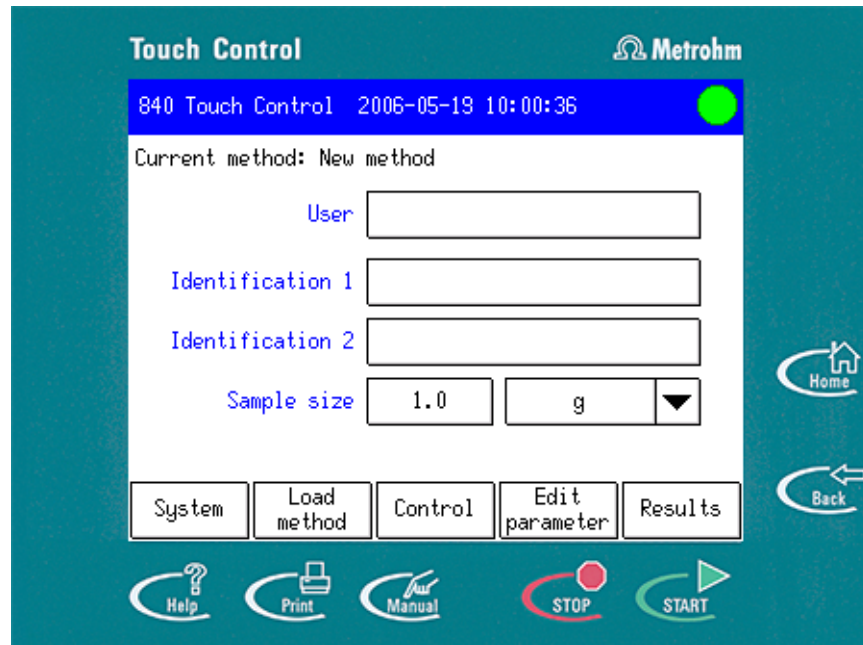 Touch Control
Metrohm
840 Touch Control 2006-05-19 10:00:36
Current method: New method
User
Identification 1
Identification 2
Sample size 1.0 g
Home
System
Load
method
Control
Edit
parameter
Results
Back
Help
Print
Manual
STOP
START